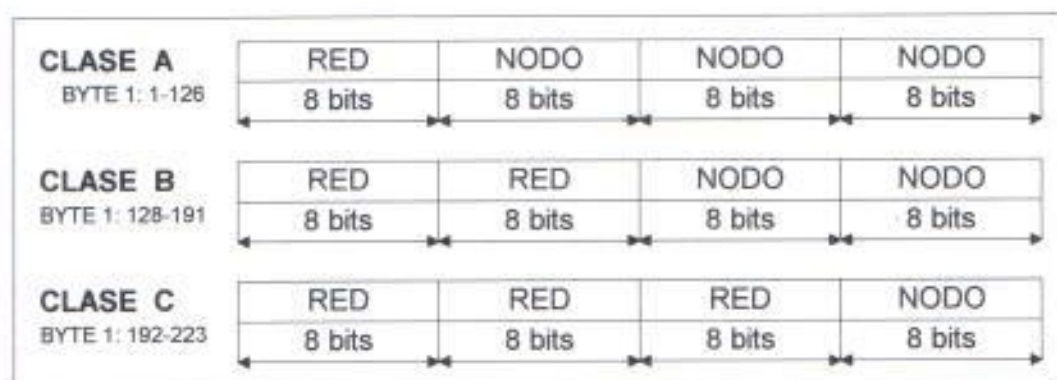 CLASE A RED NODO NODO NODO
BYTE 1: 1-126 8 bits 8 bits 8 bits 8 bits
CLASE B RED RED NODO NODO
BYTE 1: 128-191 8 bits 8 bits 8 bits 8 bits
CLASE C RED RED RED NODO
BYTE 1: 192-223 8 bits 8 bits 8 bits 8 bits